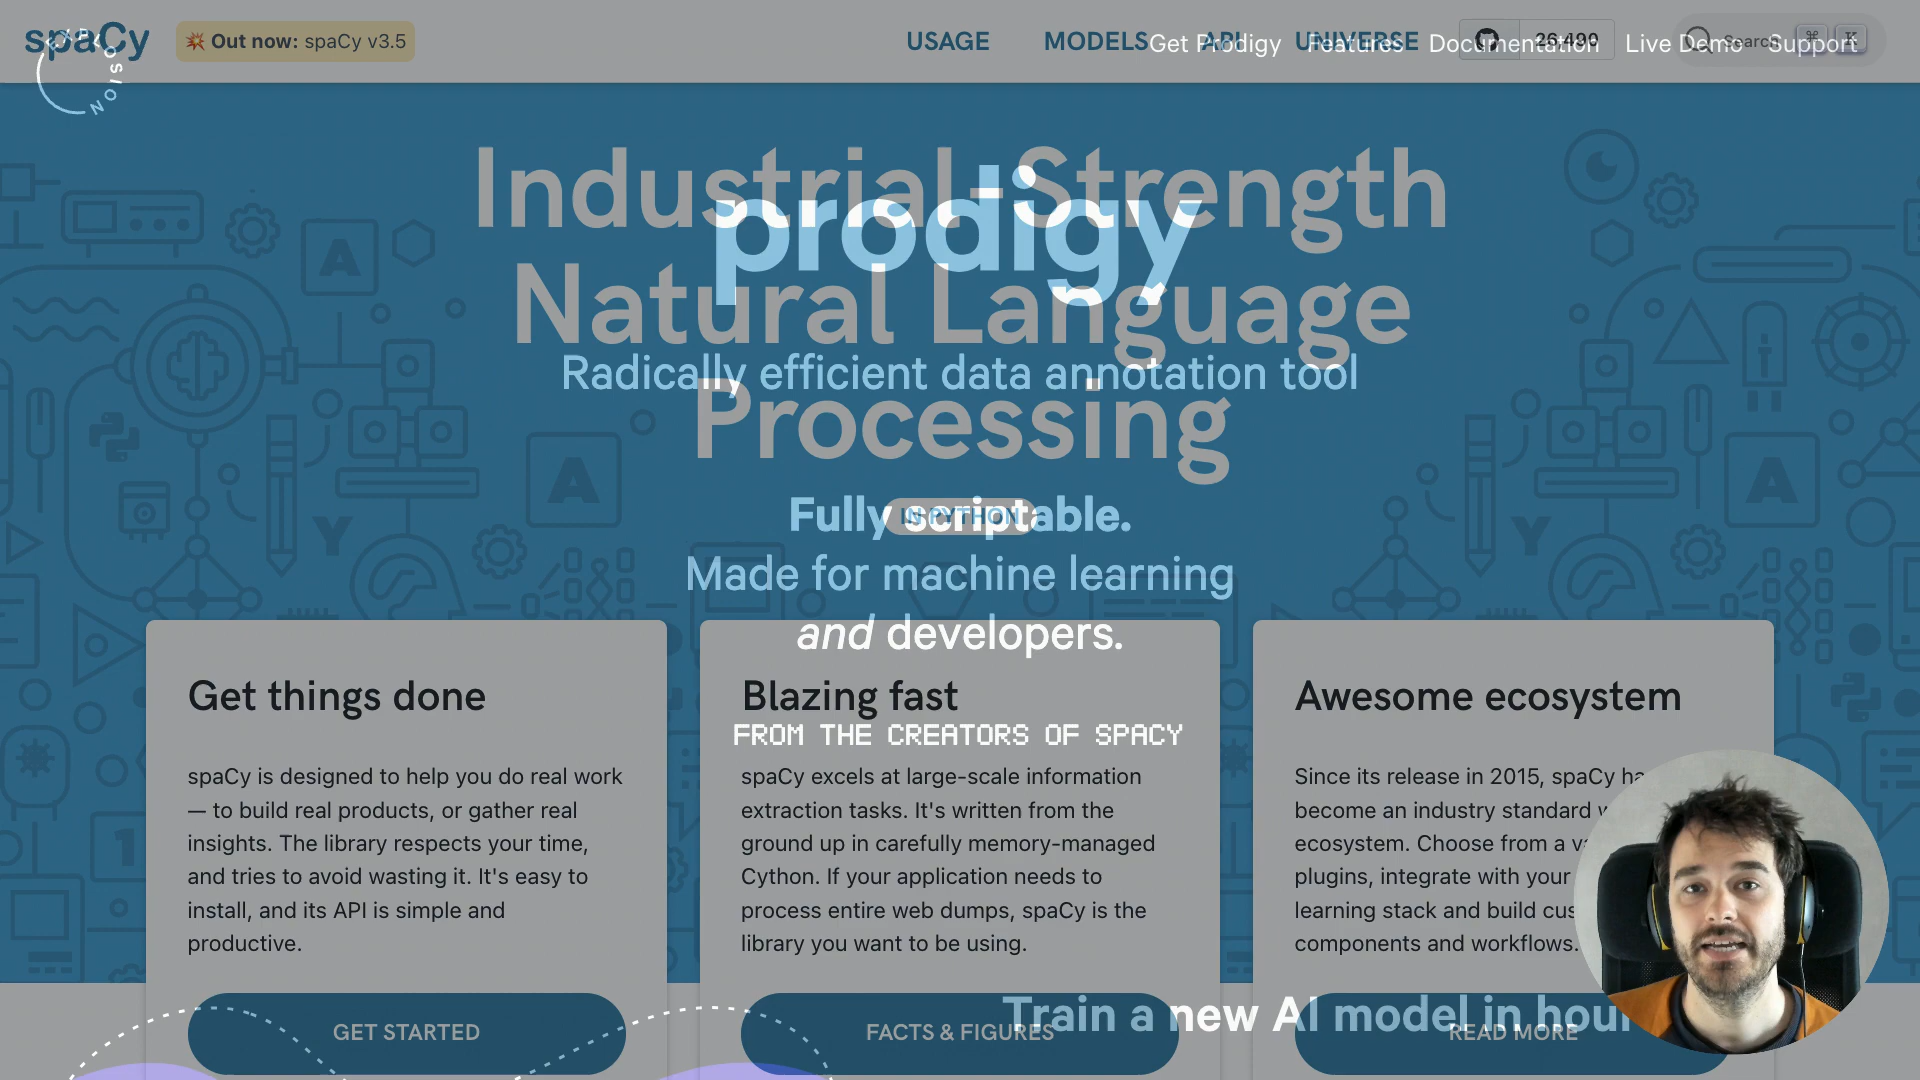 spaCy
💥 Out now: spaCy v3.5
USAGE
MODELS
API
UNIVERSE
26490
Search
⌘
K
EXPLOSION
Get Prodigy
Features
Documentation
Live Demo
Support
Industrial-Strength
Natural Language
Processing
IN PYTHON
prodigy
Radically efficient data annotation tool
Fully scriptable.
Made for machine learning
and developers.
FROM THE CREATORS OF SPACY
Get things done
spaCy is designed to help you do real work
— to build real products, or gather real
insights. The library respects your time,
and tries to avoid wasting it. It's easy to
install, and its API is simple and
productive.
GET STARTED
Blazing fast
spaCy excels at large-scale information
extraction tasks. It's written from the
ground up in carefully memory-managed
Cython. If your application needs to
process entire web dumps, spaCy is the
library you want to be using.
FACTS & FIGURES
Awesome ecosystem
Since its release in 2015, spaCy
become an industry standard
ecosystem. Choose from a
plugins, integrate with your
learning stack and build
components and workflows.
READ MORE
Train a new AI model in
A
A
Y
1
A
Y